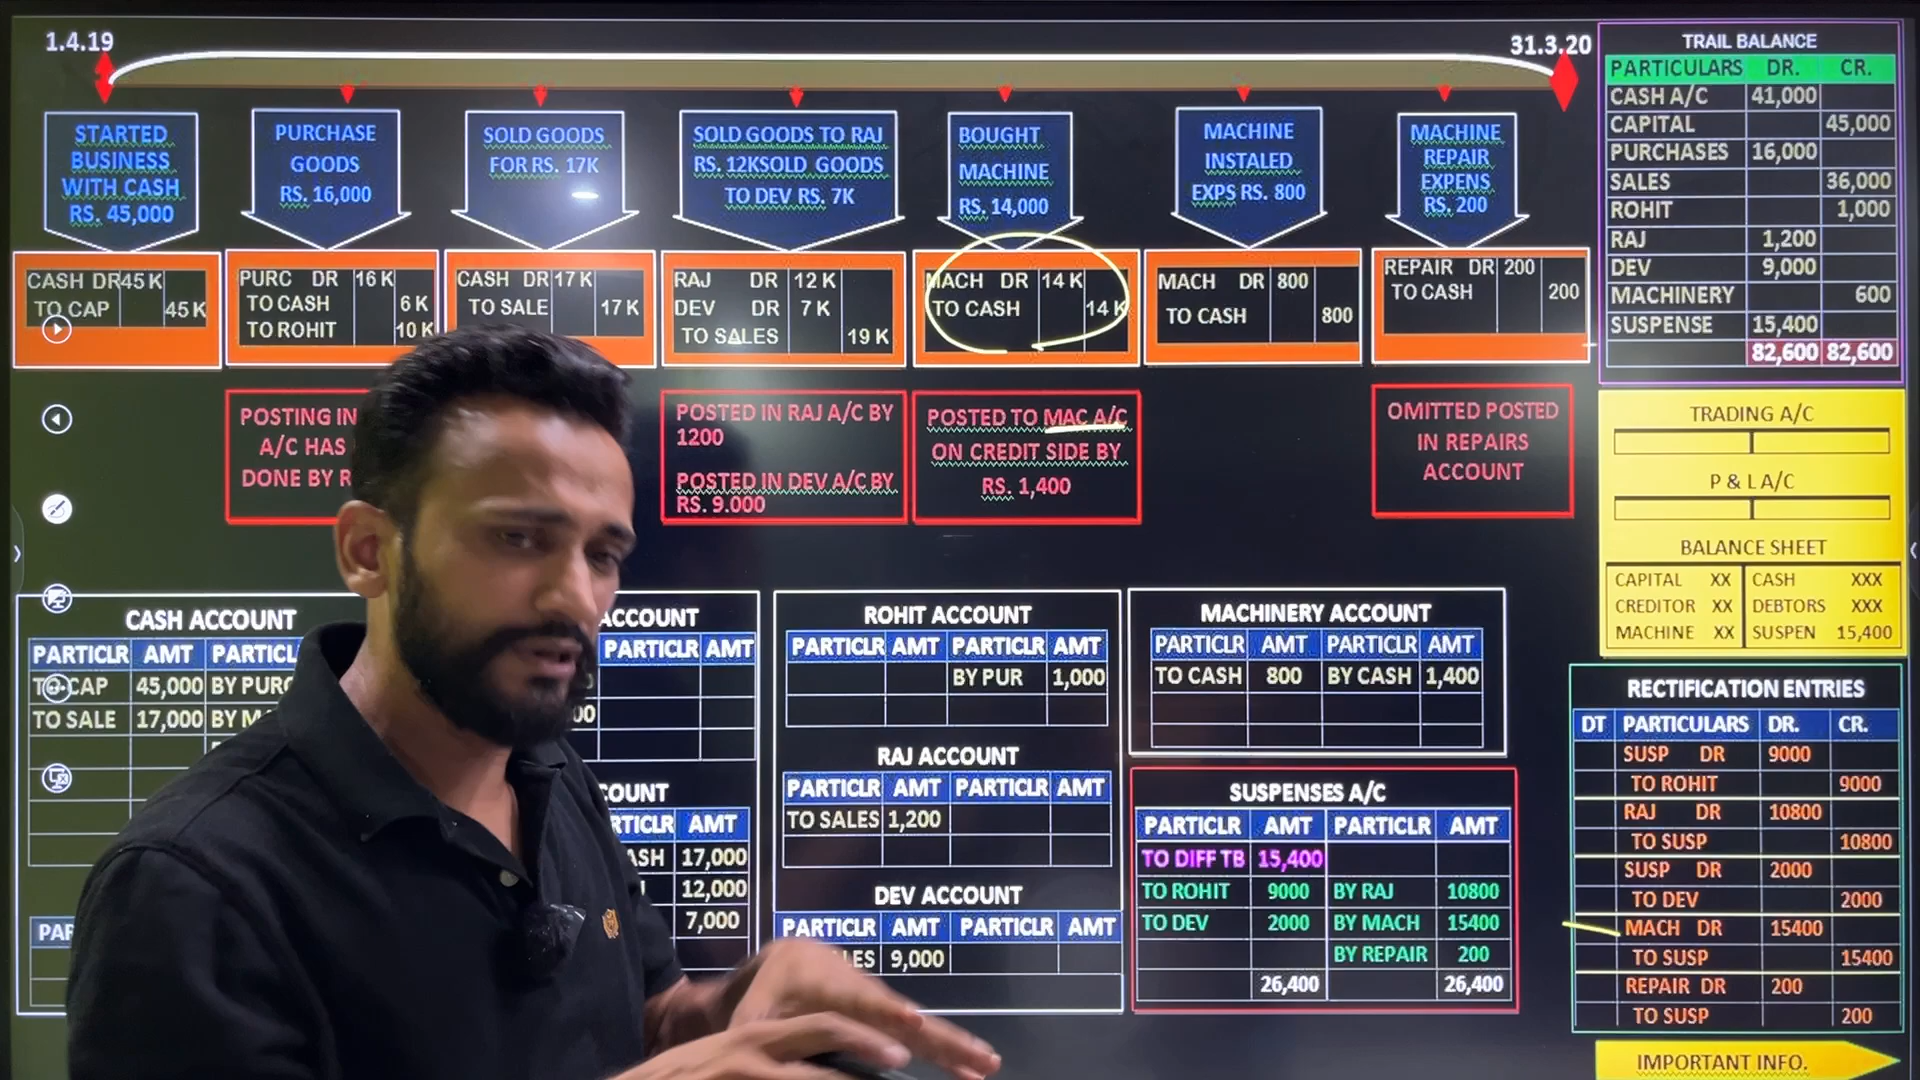 1.4.19
31.3.20
STARTED
BUSINESS
WITH CASH
RS. 45,000
PURCHASE
GOODS
RS. 16,000
SOLD GOODS
FOR RS. 17K
SOLD GOODS TO RAJ
RS. 12KSOLD GOODS
TO DEV RS. 7K
BOUGHT
MACHINE
RS. 14,000
MACHINE
INSTALED
EXPS RS. 800
MACHINE
REPAIR
EXPENS
RS. 200
CASH DR 45 K
TO CAP 45 K
PURC DR 16 K
TO CASH 6 K
TO ROHIT 10 K
CASH DR 17 K
TO SALE 17 K
RAJ DR 12 K
DEV DR 7 K
TO SALES 19 K
MACH DR 14 K
TO CASH 14 K
MACH DR 800
TO CASH 800
REPAIR DR 200
TO CASH 200
POSTING IN
A/C HAS
DONE BY R
POSTED IN RAJ A/C BY
1200
POSTED IN DEV A/C BY
RS. 9.000
POSTED TO MAC A/C
ON CREDIT SIDE BY
RS. 1,400
OMITTED POSTED
IN REPAIRS
ACCOUNT
TRAIL BALANCE
PARTICULARS DR. CR.
CASH A/C 41,000
CAPITAL 45,000
PURCHASES 16,000
SALES 36,000
ROHIT 1,000
RAJ 1,200
DEV 9,000
MACHINERY 600
SUSPENSE 15,400
82,600 82,600
TRADING A/C
P & L A/C
BALANCE SHEET
CAPITAL XX CASH XXX
CREDITOR XX DEBTORS XXX
MACHINE XX SUSPEN 15,400
CASH ACCOUNT
PARTICLR AMT PARTICL
CAP 45,000 BY PURC
TO SALE 17,000 BY M
PAR
ACCOUNT
PARTICLR AMT
00
COUNT
RTICLR AMT
ASH 17,000
12,000
7,000
ROHIT ACCOUNT
PARTICLR AMT PARTICLR AMT
BY PUR 1,000
RAJ ACCOUNT
PARTICLR AMT PARTICLR AMT
TO SALES 1,200
DEV ACCOUNT
PARTICLR AMT PARTICLR AMT
LES 9,000
MACHINERY ACCOUNT
PARTICLR AMT PARTICLR AMT
TO CASH 800 BY CASH 1,400
SUSPENSES A/C
PARTICLR AMT PARTICLR AMT
TO DIFF TB 15,400
TO ROHIT 9000 BY RAJ 10800
TO DEV 2000 BY MACH 15400
BY REPAIR 200
26,400 26,400
RECTIFICATION ENTRIES
DT PARTICULARS DR. CR.
SUSP DR 9000
TO ROHIT 9000
RAJ DR 10800
TO SUSP 10800
SUSP DR 2000
TO DEV 2000
MACH DR 15400
TO SUSP 15400
REPAIR DR 200
TO SUSP 200
IMPORTANT INFO.